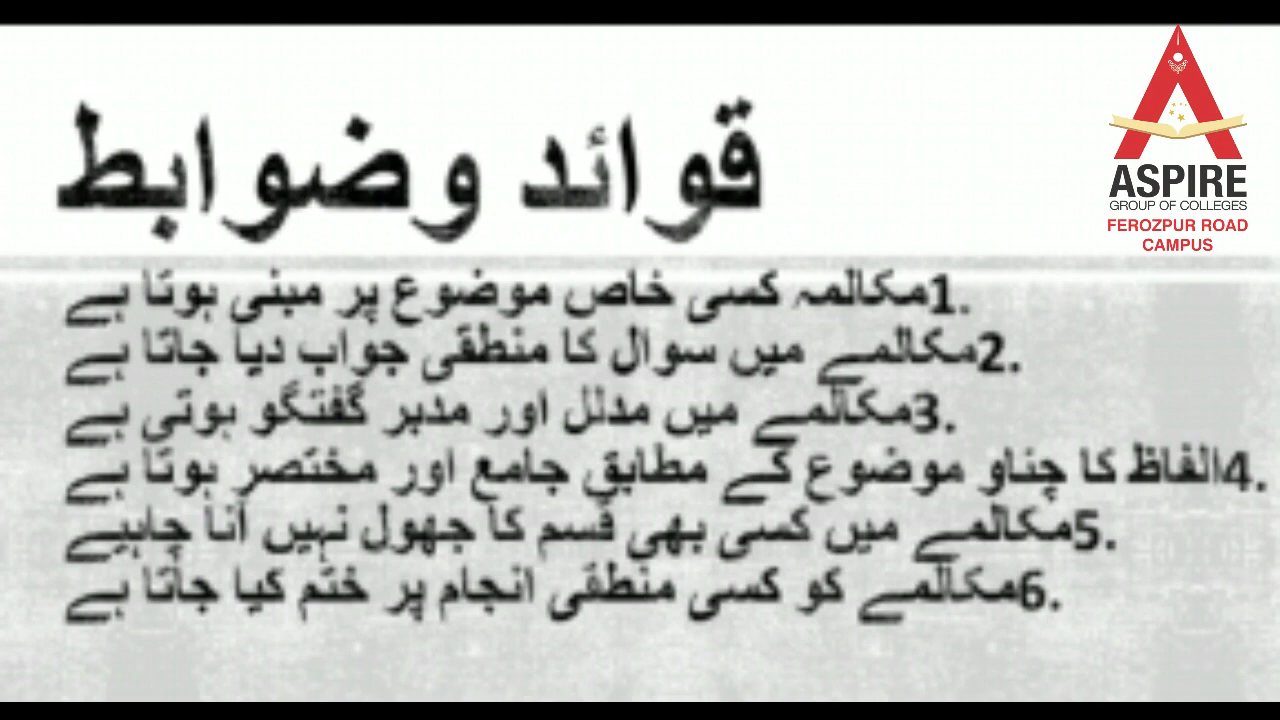 قوائد وضوابط
ASPIRE
GROUP OF COLLEGES
FEROZPUR ROAD
CAMPUS
1.مکالمہ کسی خاص موضوع پر مبنی ہوتا ہے
2.مکالمے میں سوال کا منطقی جواب دیا جاتا ہے
3.مکالمے میں مدلل اور مدبر گفتگو ہوتی ہے
4.الفاظ کا چناو موضوع کے مطابق جامع اور مختصر ہوتا ہے
5.مکالمے میں کسی بھی قسم کا جھول نہیں آنا چاہیے
6.مکالمے کو کسی منطقی انجام پر ختم کیا جاتا ہے